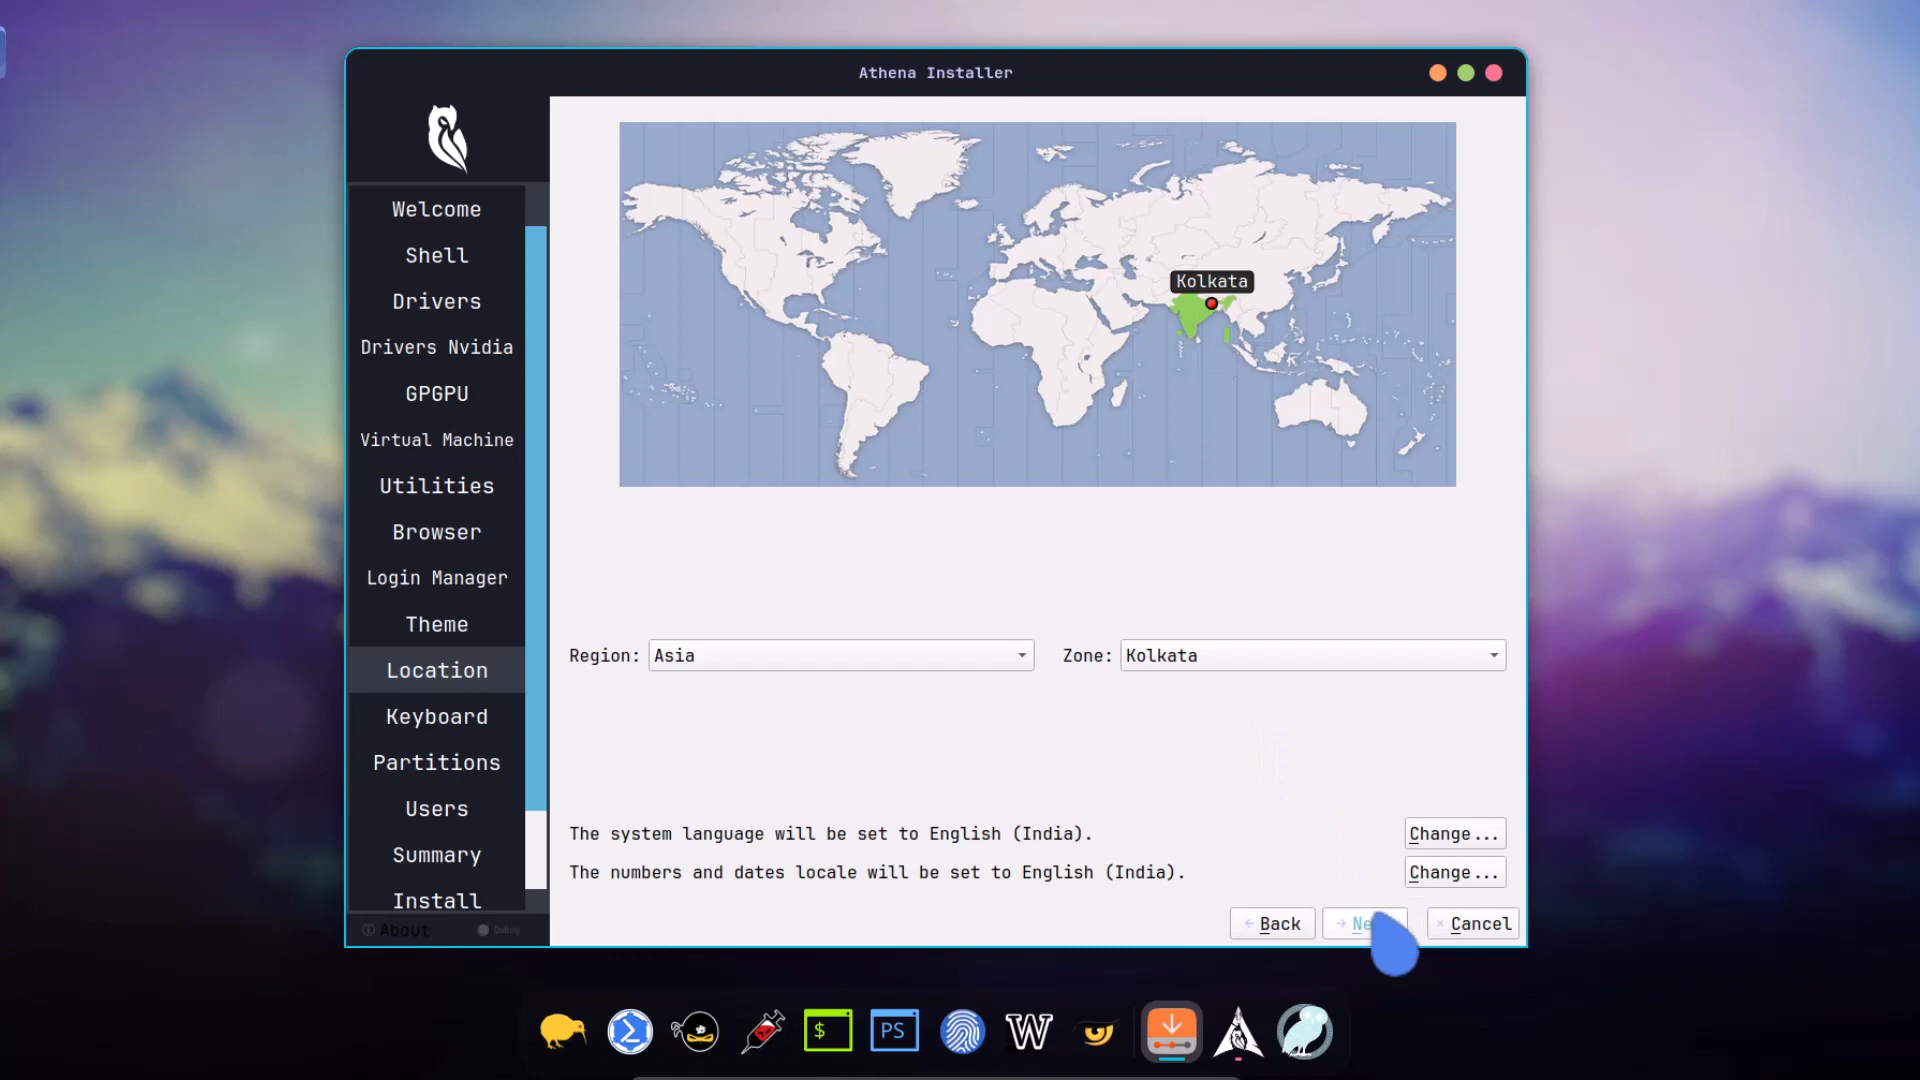 Athena Installer
Welcome
Shell
Drivers
Drivers Nvidia
GPGPU
Virtual Machine
Utilities
Browser
Login Manager
Theme
Location
Keyboard
Partitions
Users
Summary
Install
About
Debug
Kolkata
Region: Asia
Zone: Kolkata
The system language will be set to English (India).
Change...
The numbers and dates locale will be set to English (India).
Change...
Back
Ne
Cancel
$
PS
W